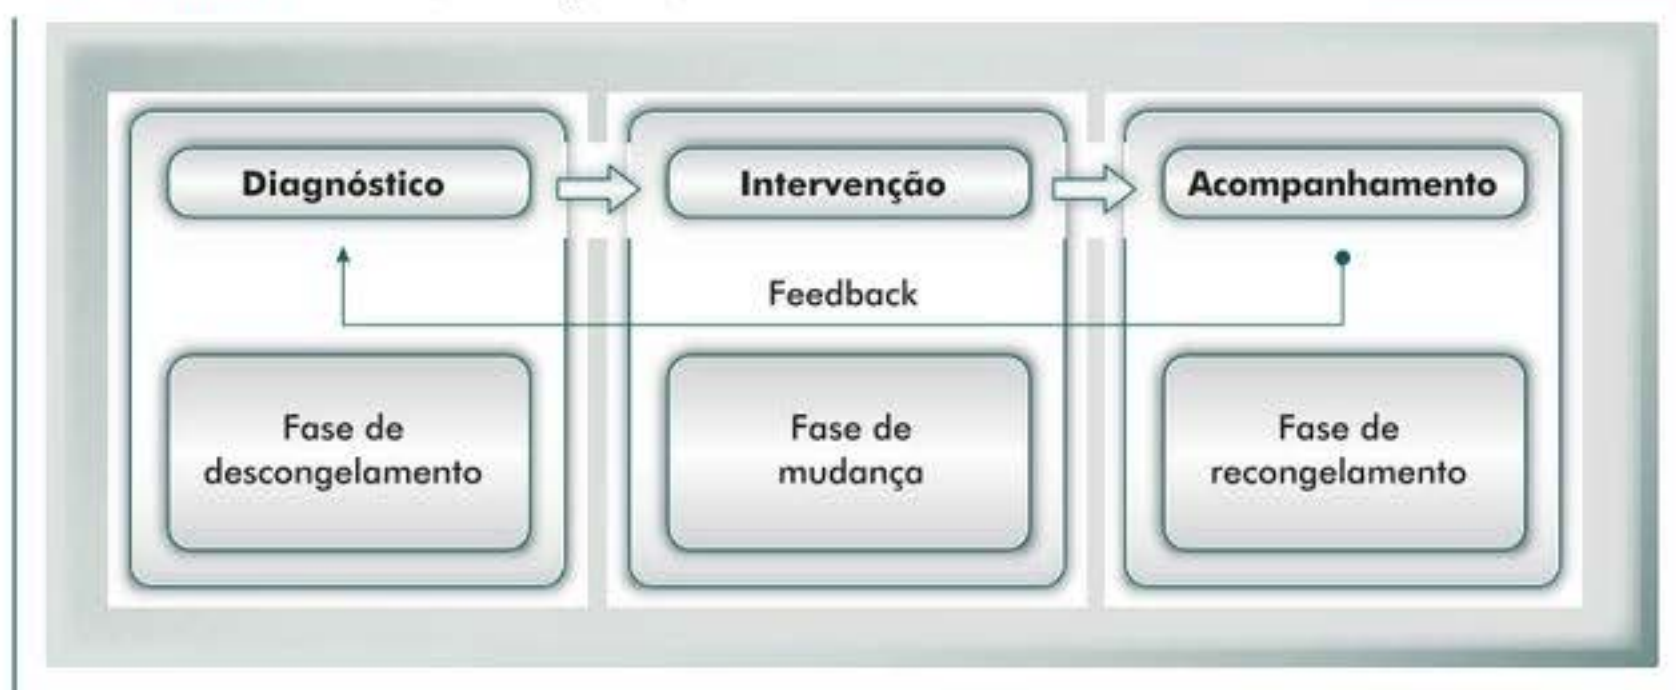 Diagnóstico
Intervenção
Acompanhamento
Feedback
Fase de
descongelamento
Fase de
mudança
Fase de
recongelamento